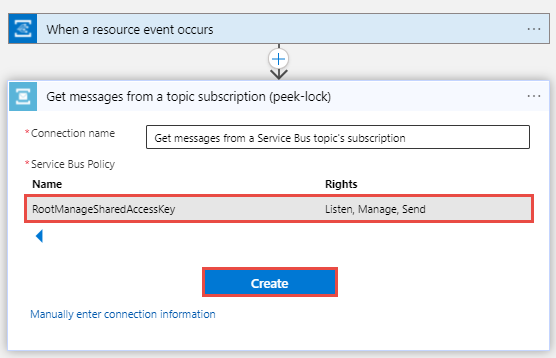 When a resource event occurs
Get messages from a topic subscription (peek-lock)
*Connection name
Get messages from a Service Bus topic's subscription
*Service Bus Policy
Name Rights
RootManageSharedAccessKey Listen, Manage, Send
Create
Manually enter connection information